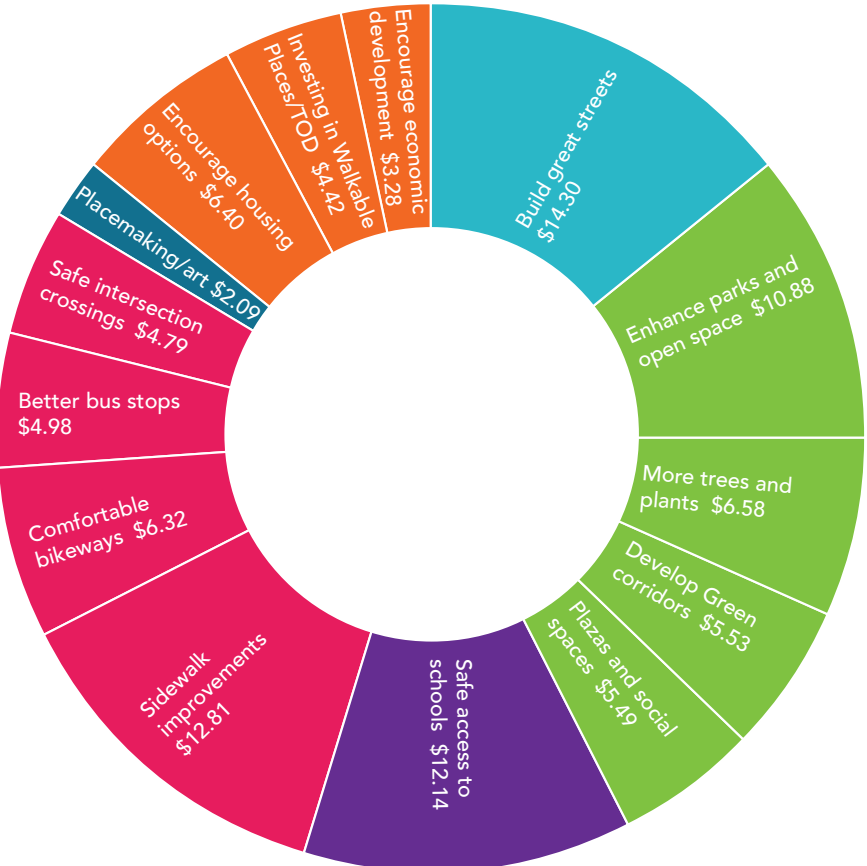 Build great streets
$14.30
Enhance parks and
open space $10.88
More trees and
plants $6.58
Develop Green
corridors $5.53
Plazas and social
spaces $5.49
Safe access to
schools $12.14
Sidewalk
improvements
$12.81
Comfortable
bikeways $6.32
Better bus stops
$4.98
Safe intersection
crossings $4.79
Placemaking/art $2.09
Encourage housing
options $6.40
Investing in Walkable
Places/TOD $4.42
Encourage economic
development $3.28